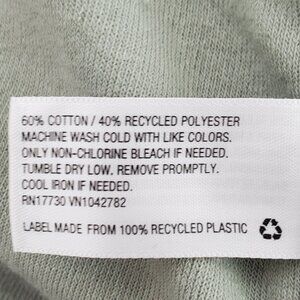 60% COTTON / 40% RECYCLED POLYESTER
MACHINE WASH COLD WITH LIKE COLORS.
ONLY NON-CHLORINE BLEACH IF NEEDED.
TUMBLE DRY LOW. REMOVE PROMPTLY.
COOL IRON IF NEEDED.
RN17730 VN1042782
LABEL MADE FROM 100% RECYCLED PLASTIC